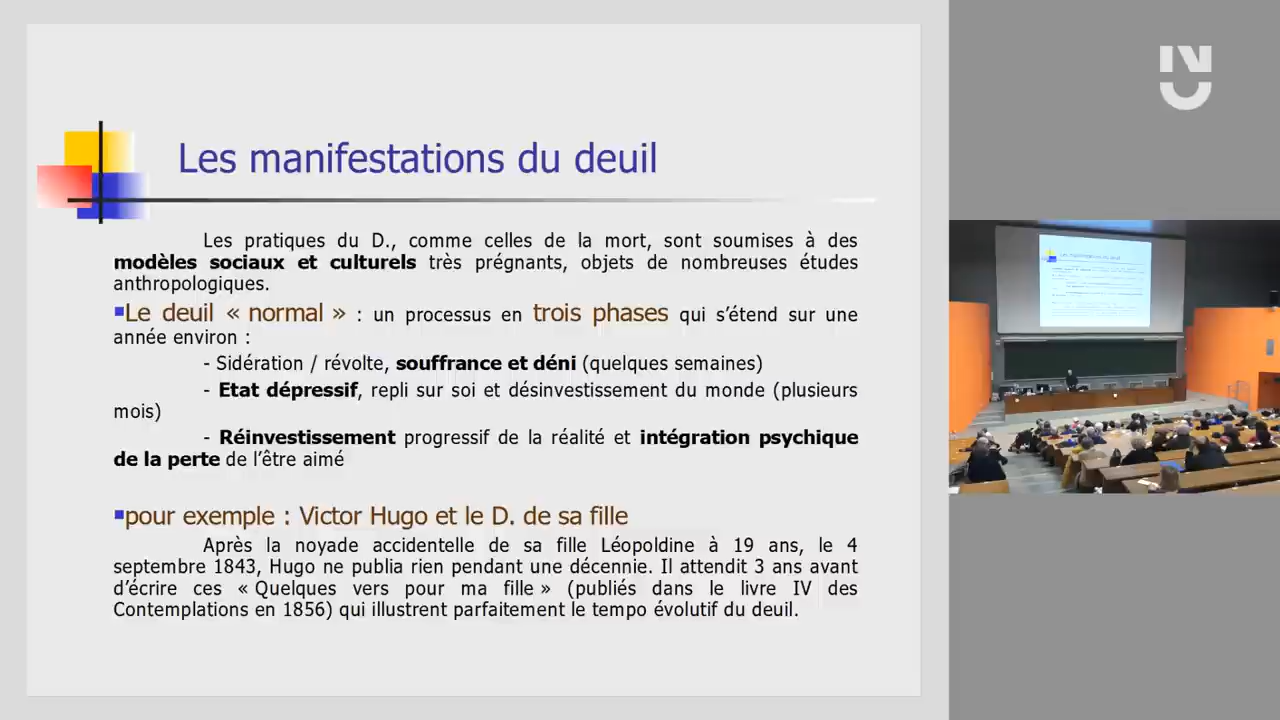 Les manifestations du deuil
Les pratiques du D., comme celles de la mort, sont soumises à des
modèles sociaux et culturels très prégnants, objets de nombreuses études
anthropologiques.
Le deuil « normal » : un processus en trois phases qui s'étend sur une
année environ :
- Sidération / révolte, souffrance et déni (quelques semaines)
- Etat dépressif, repli sur soi et désinvestissement du monde (plusieurs
mois)
- Réinvestissement progressif de la réalité et intégration psychique
de la perte de l'être aimé
pour exemple : Victor Hugo et le D. de sa fille
Après la noyade accidentelle de sa fille Léopoldine à 19 ans, le 4
septembre 1843, Hugo ne publia rien pendant une décennie. Il attendit 3 ans avant
d'écrire ces « Quelques vers pour ma fille » (publiés dans le livre IV des
Contemplations en 1856) qui illustrent parfaitement le tempo évolutif du deuil.
Les manifestations du deuil